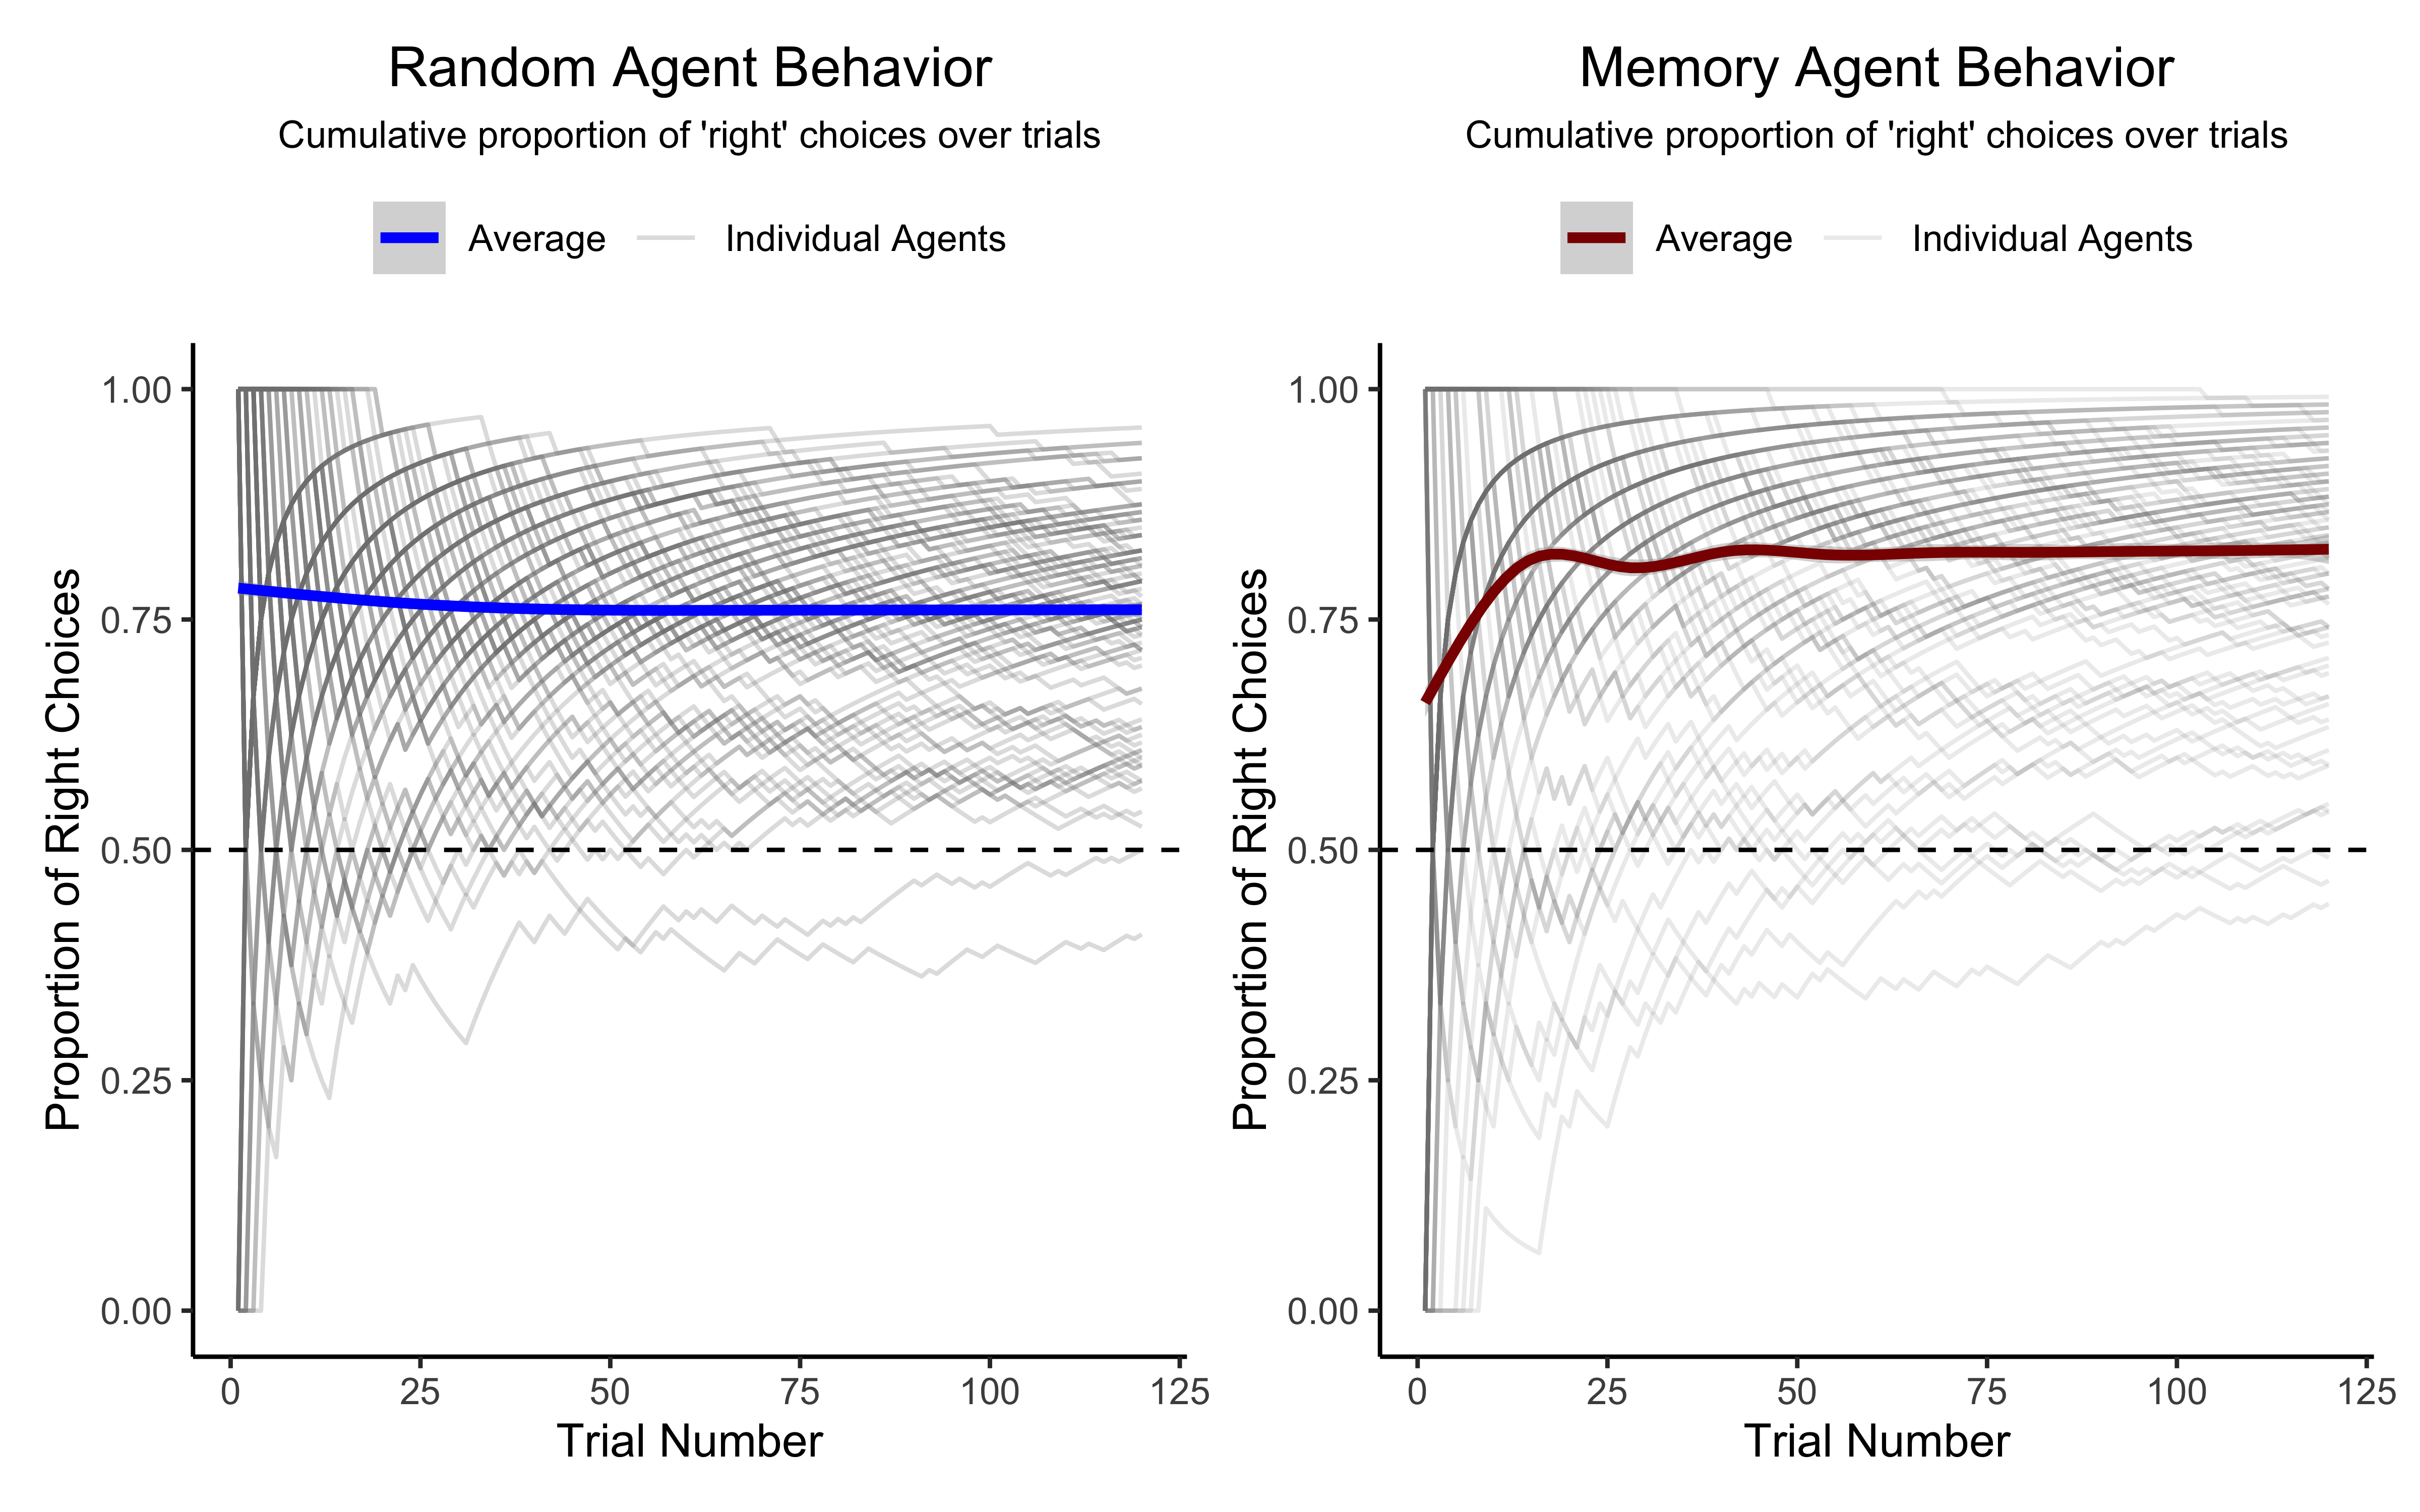 Random Agent Behavior
Cumulative proportion of 'right' choices over trials
Average
Individual Agents
Proportion of Right Choices
1.00
0.75
0.50
0.25
0.00
0 25 50 75 100 125
Trial Number
Memory Agent Behavior
Cumulative proportion of 'right' choices over trials
Average
Individual Agents
Proportion of Right Choices
1.00
0.75
0.50
0.25
0.00
0 25 50 75 100 125
Trial Number